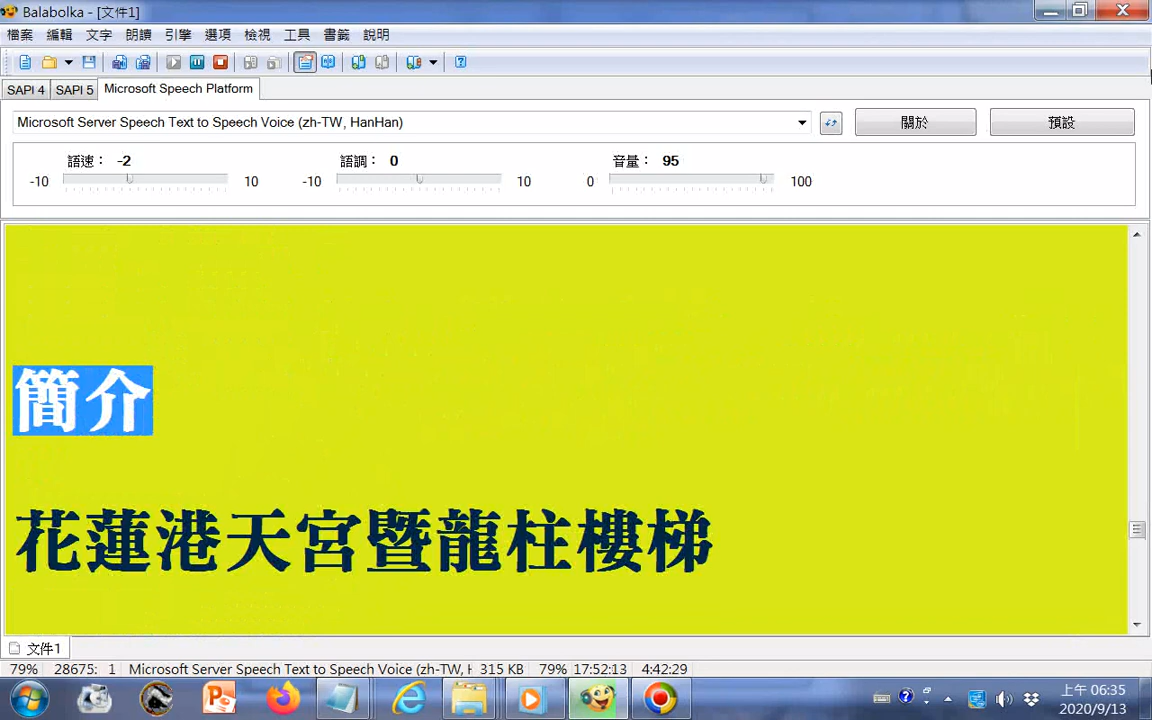 Balabolka - [文件1]
檔案 編輯 文字 朗讀 引擎 選項 檢視 工具 書籤 說明
SAPI 4 SAPI 5 Microsoft Speech Platform
Microsoft Server Speech Text to Speech Voice (zh-TW, HanHan) 關於 預設
語速： -2 語調： 0 音量： 95
-10 10 -10 10 0 100
簡介
花蓮港天宮暨龍柱樓梯
文件1
79% 28675: 1 Microsoft Server Speech Text to Speech Voice (zh-TW, H 315 KB 79% 17:52:13 4:42:29
上午 06:35
2020/9/13